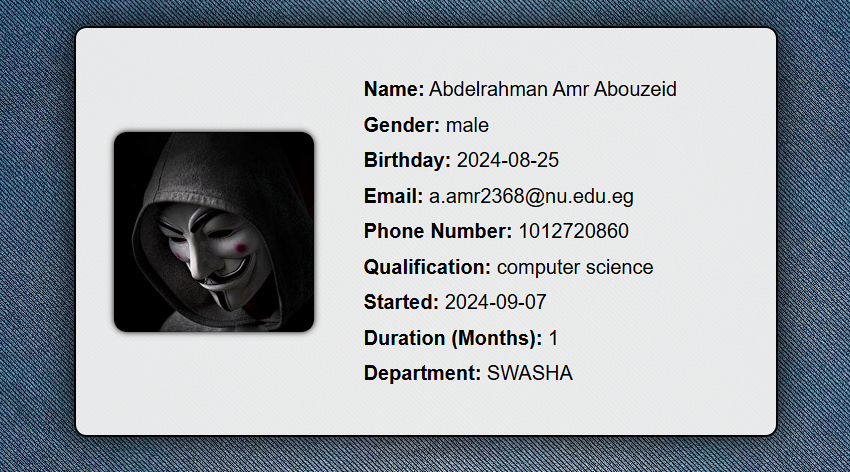 Name: Abdelrahman Amr Abouzeid
Gender: male
Birthday: 2024-08-25
Email: a.amr2368@nu.edu.eg
Phone Number: 1012720860
Qualification: computer science
Started: 2024-09-07
Duration (Months): 1
Department: SWASHA